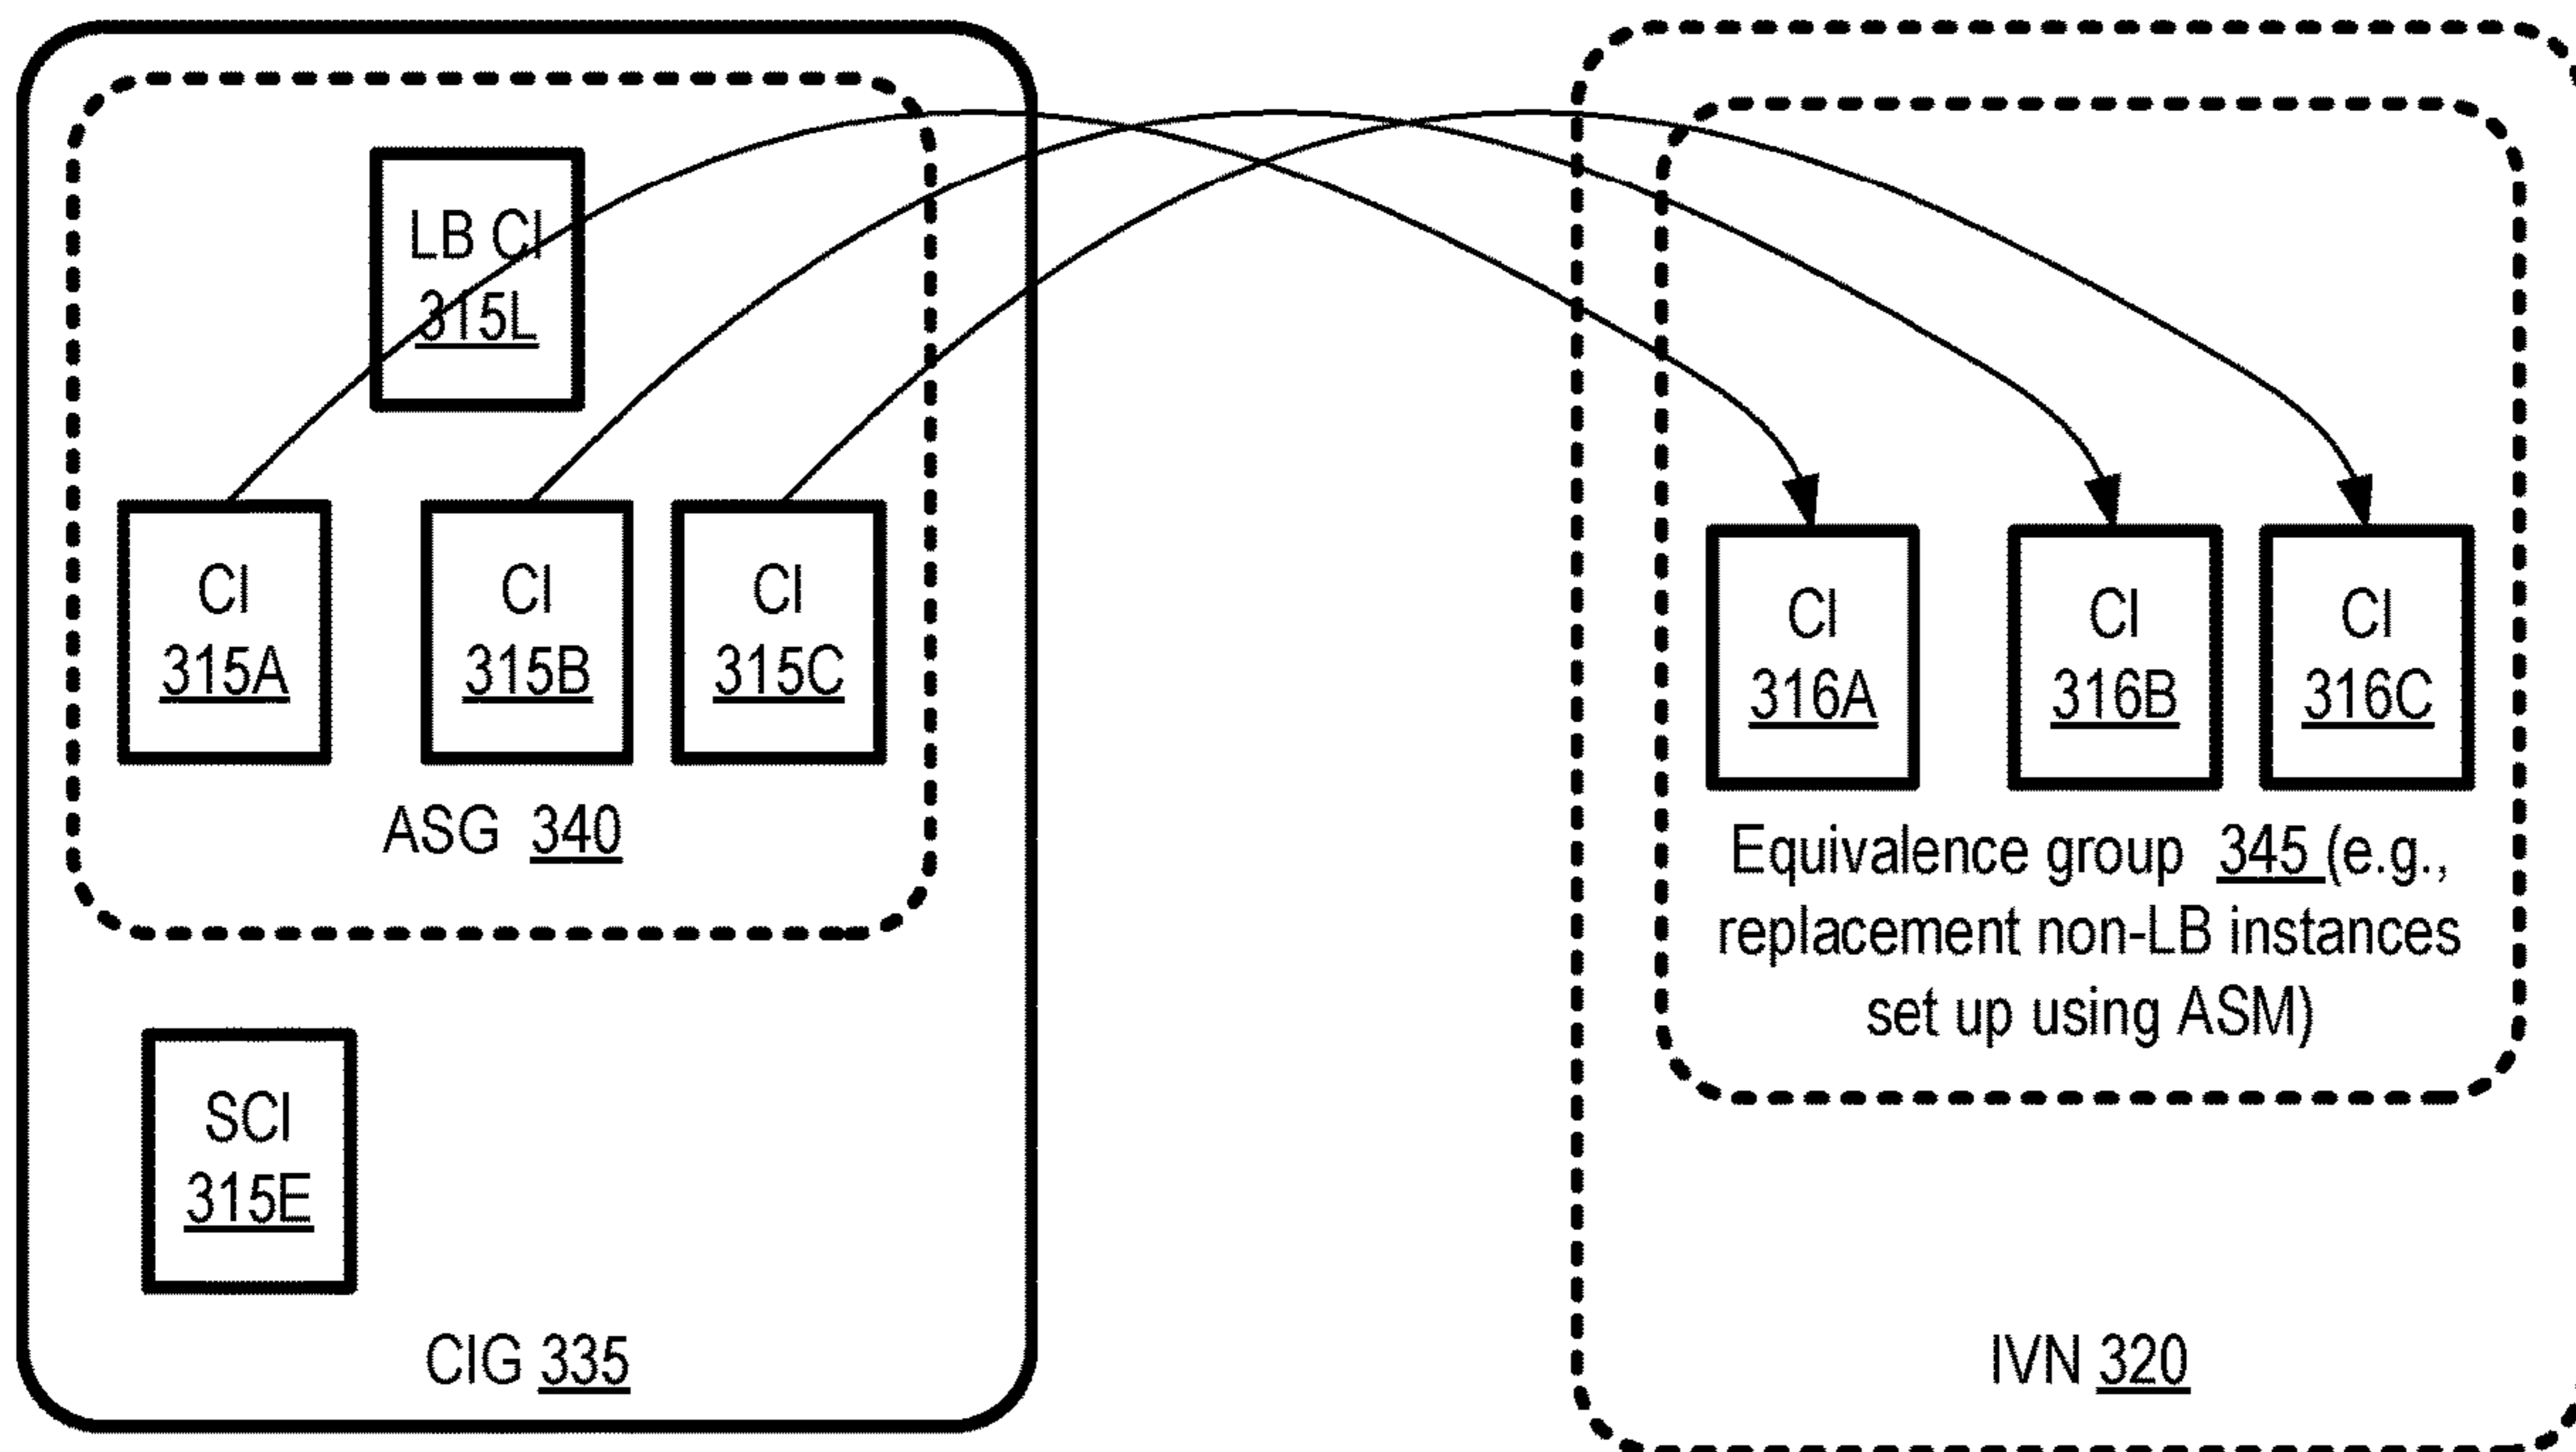 LB CI
315L
CI
315A
CI
315B
CI
315C
ASG 340
SCI
315E
CIG 335
CI
316A
CI
316B
CI
316C
Equivalence group 345 (e.g.,
replacement non-LB instances
set up using ASM)
IVN 320